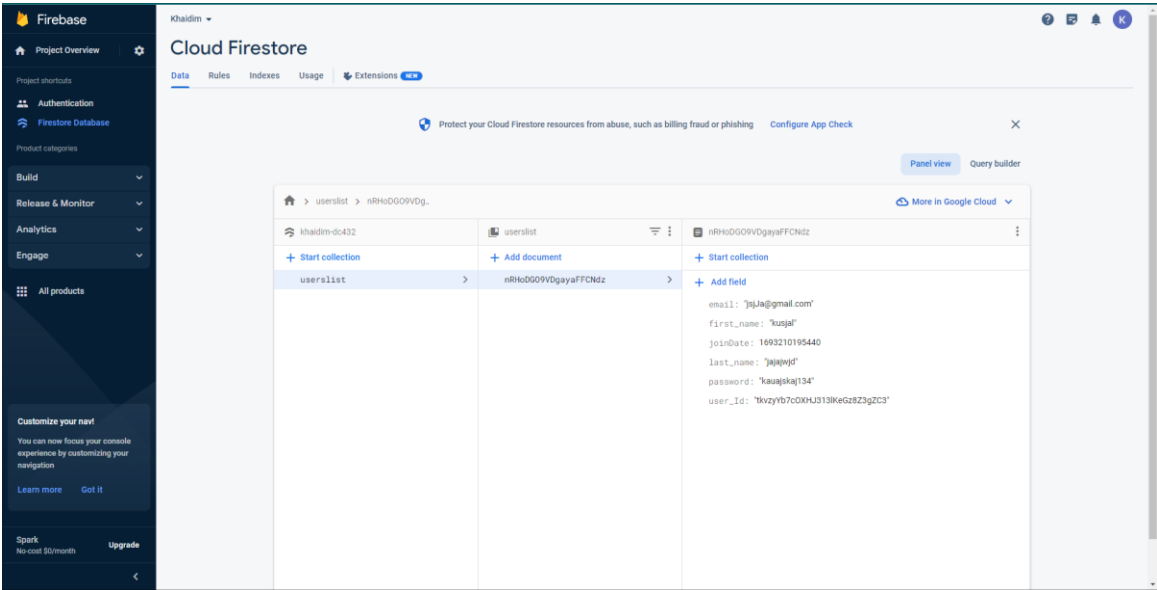 Firebase
Project Overview
Project shortcuts
Authentication
Firestore Database
Product categories
Build
Release & Monitor
Analytics
Engage
All products
Customize your nav!
You can now focus your console
experience by customizing your
navigation
Learn more Got it
Spark
No-cost $0/month
Upgrade
Khaidim
K
Cloud Firestore
Data Rules Indexes Usage Extensions NEW
Protect your Cloud Firestore resources from abuse, such as billing fraud or phishing Configure App Check
Panel view Query builder
userslist > nRHoDGO9VDg..
More in Google Cloud
khaidim-dc432
Start collection
userslist
userslist
Add document
nRHoDGO9VDgayaFFCNdz
nRHoDGO9VDgayaFFCNdz
Start collection
Add field
email: "jsjJa@gmail.com"
first_name: "kusjal"
joinDate: 1693210195440
last_name: "jajajwjd"
password: "kauajskaj134"
user_Id: "tkvzyYb7cOXHJ313lKeGz8Z3gZC3"